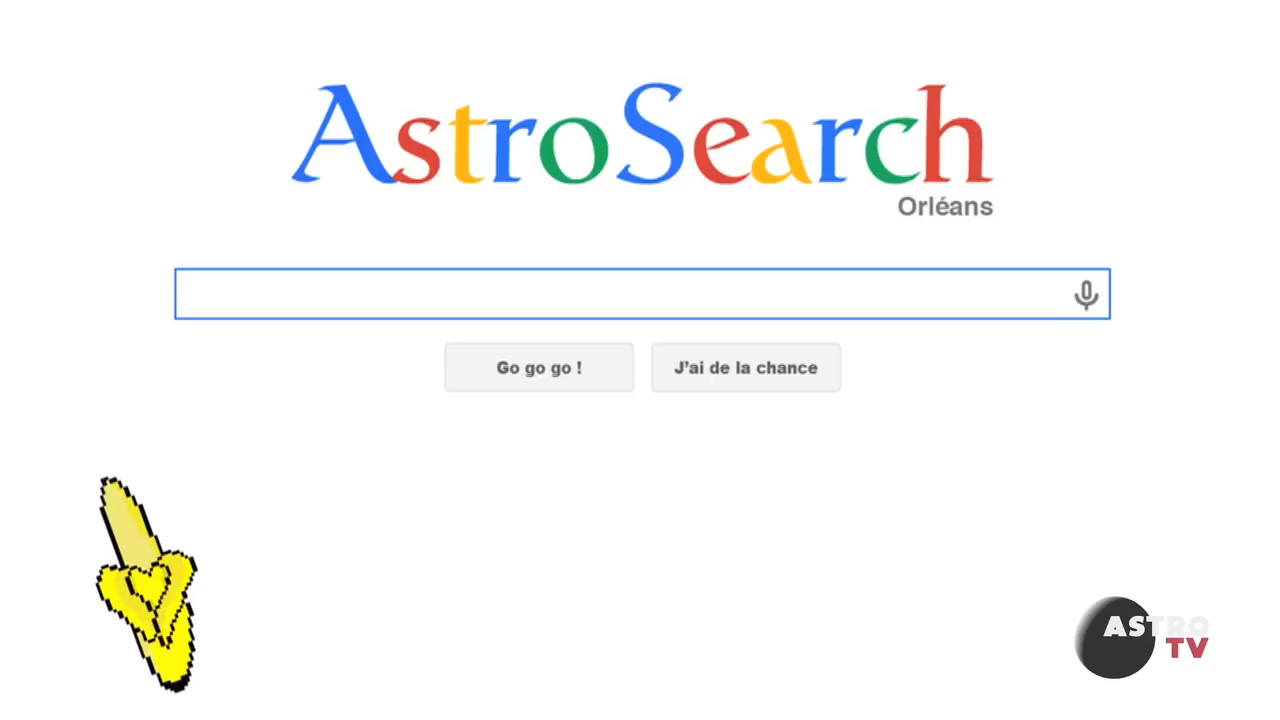 AstroSearch
Orléans
Go go go !
J'ai de la chance
ASTRO
TV